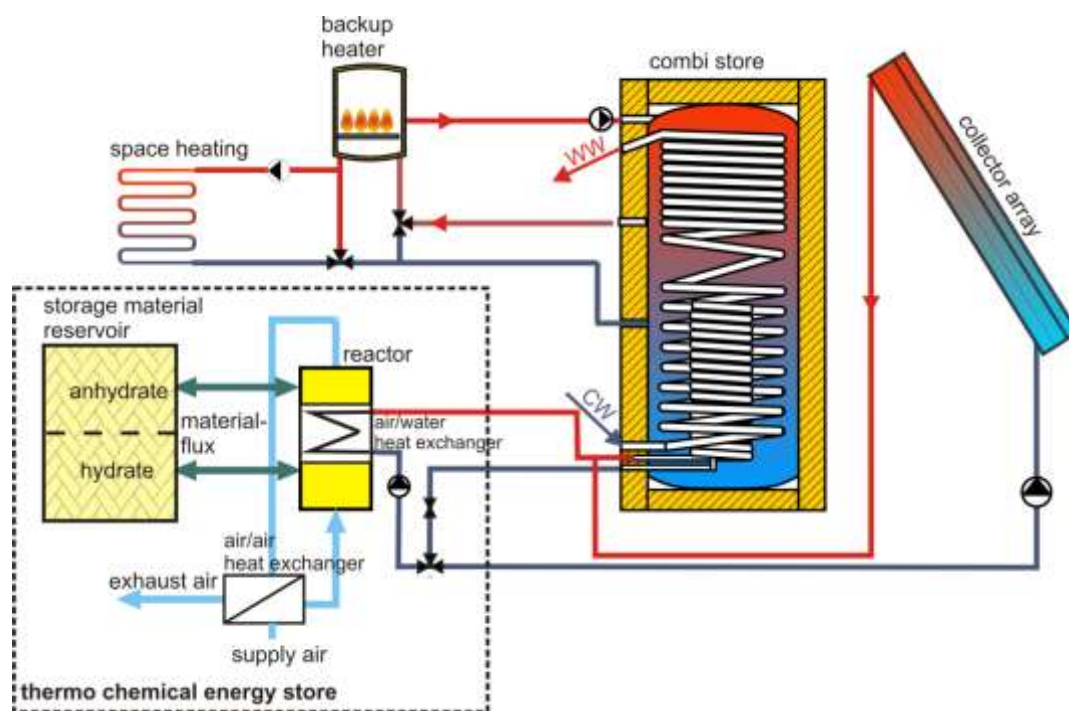 backup
heater
combi store
WW
collector array
space heating
storage material
reservoir
anhydrate
material-
flux
hydrate
reactor
air/water
heat exchanger
CW
air/air
heat exchanger
exhaust air
supply air
thermo chemical energy store